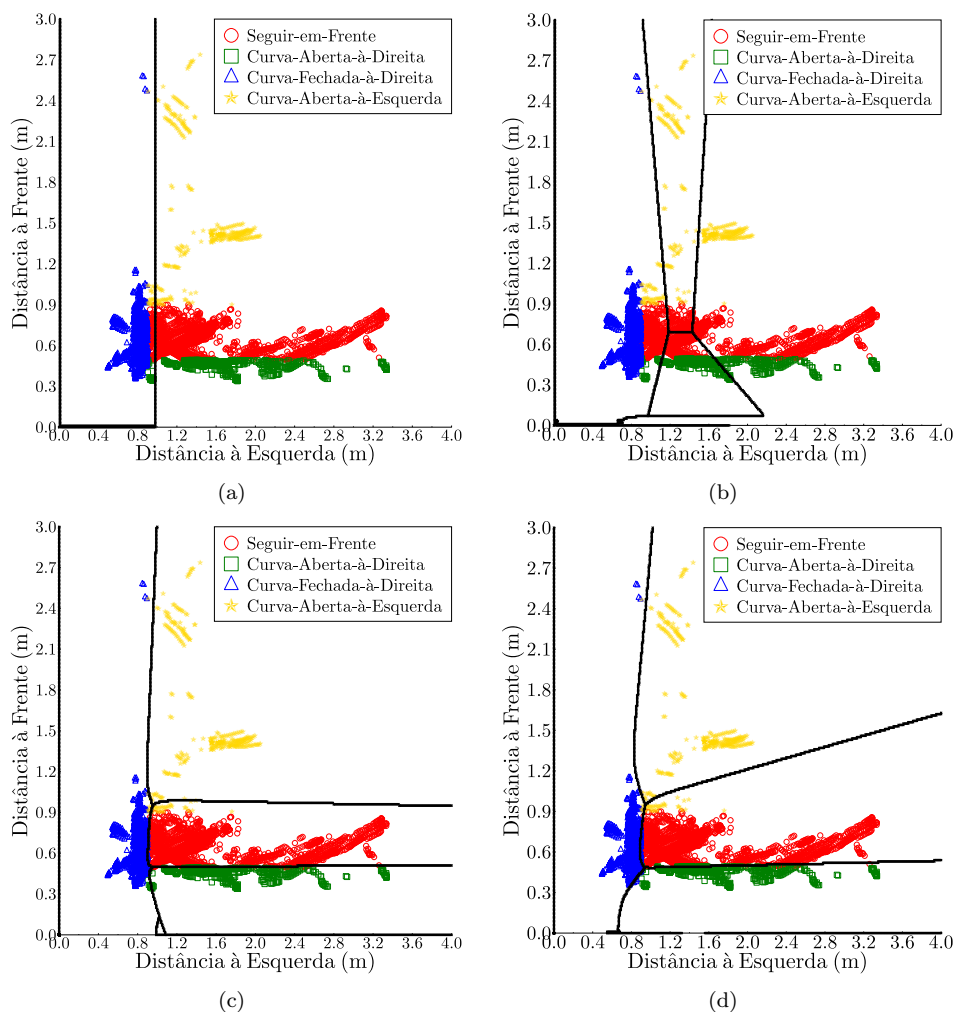 3.0
2.7
2.4
2.1
1.8
1.5
1.2
0.9
0.6
0.3
0.0
Distância à Frente (m)
Seguir-em-Frente
Curva-Aberta-à-Direita
Curva-Fechada-à-Direita
Curva-Aberta-à-Esquerda
0.0 0.4 0.8 1.2 1.6 2.0 2.4 2.8 3.2 3.6 4.0
Distância à Esquerda (m)
(a)
3.0
2.7
2.4
2.1
1.8
1.5
1.2
0.9
0.6
0.3
0.0
Distância à Frente (m)
Seguir-em-Frente
Curva-Aberta-à-Direita
Curva-Fechada-à-Direita
Curva-Aberta-à-Esquerda
0.0 0.4 0.8 1.2 1.6 2.0 2.4 2.8 3.2 3.6 4.0
Distância à Esquerda (m)
(b)
3.0
2.7
2.4
2.1
1.8
1.5
1.2
0.9
0.6
0.3
0.0
Distância à Frente (m)
Seguir-em-Frente
Curva-Aberta-à-Direita
Curva-Fechada-à-Direita
Curva-Aberta-à-Esquerda
0.0 0.4 0.8 1.2 1.6 2.0 2.4 2.8 3.2 3.6 4.0
Distância à Esquerda (m)
(c)
3.0
2.7
2.4
2.1
1.8
1.5
1.2
0.9
0.6
0.3
0.0
Distância à Frente (m)
Seguir-em-Frente
Curva-Aberta-à-Direita
Curva-Fechada-à-Direita
Curva-Aberta-à-Esquerda
0.0 0.4 0.8 1.2 1.6 2.0 2.4 2.8 3.2 3.6 4.0
Distância à Esquerda (m)
(d)